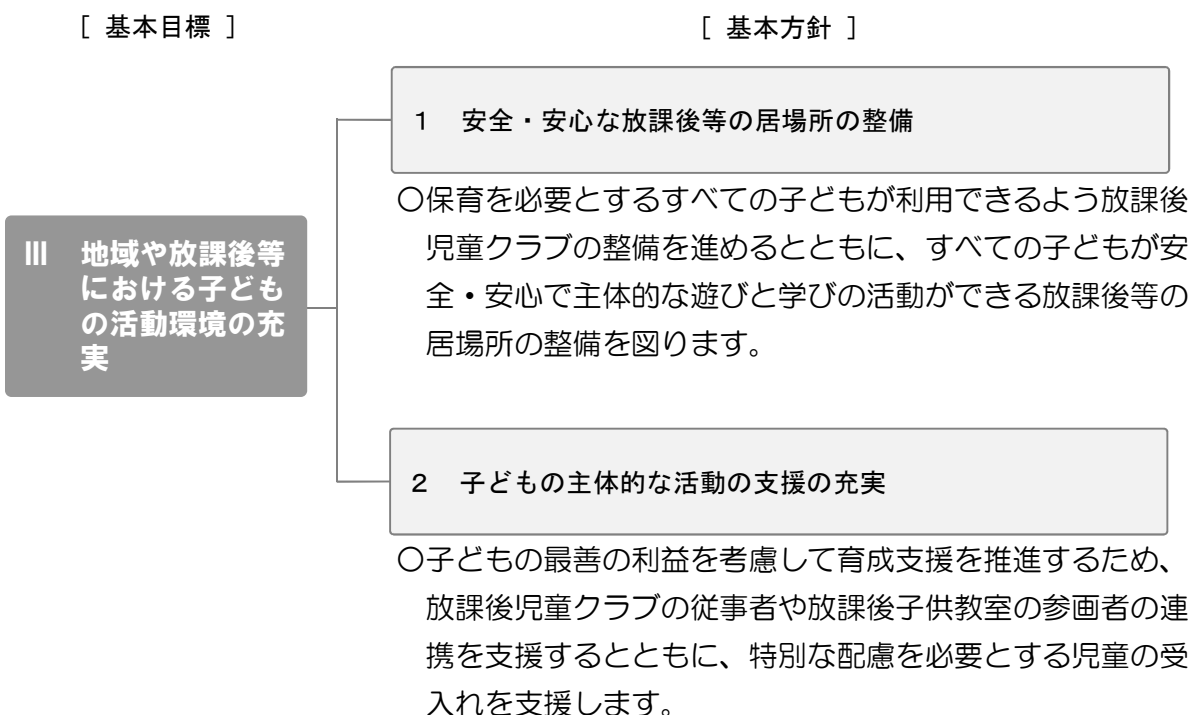 ［ 基本目標 ］
［ 基本方針 ］
Ⅲ 地域や放課後等
における子ども
の活動環境の充
実
１ 安全・安心な放課後等の居場所の整備
〇保育を必要とするすべての子どもが利用できるよう放課後
児童クラブの整備を進めるとともに、すべての子どもが安
全・安心で主体的な遊びと学びの活動ができる放課後等の
居場所の整備を図ります。
２ 子どもの主体的な活動の支援の充実
〇子どもの最善の利益を考慮して育成支援を推進するため、
放課後児童クラブの従事者や放課後子供教室の参画者の連
携を支援するとともに、特別な配慮を必要とする児童の受
入れを支援します。